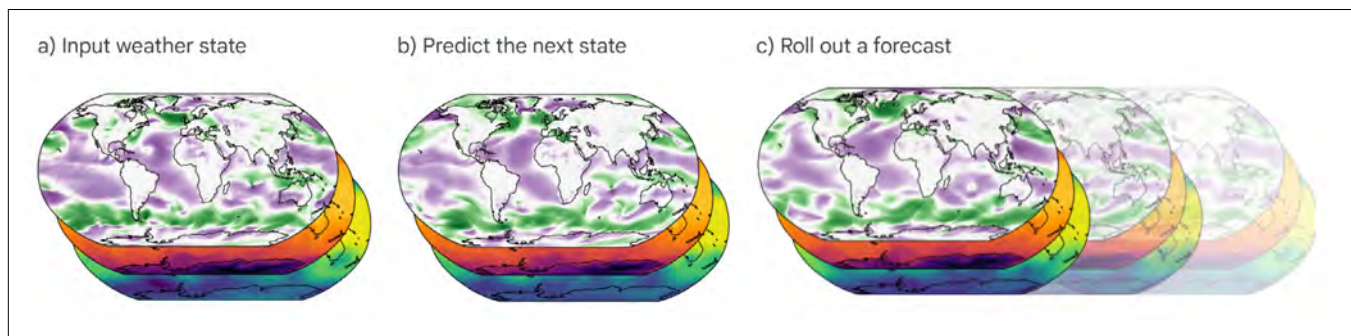 a) Input weather state
b) Predict the next state
c) Roll out a forecast